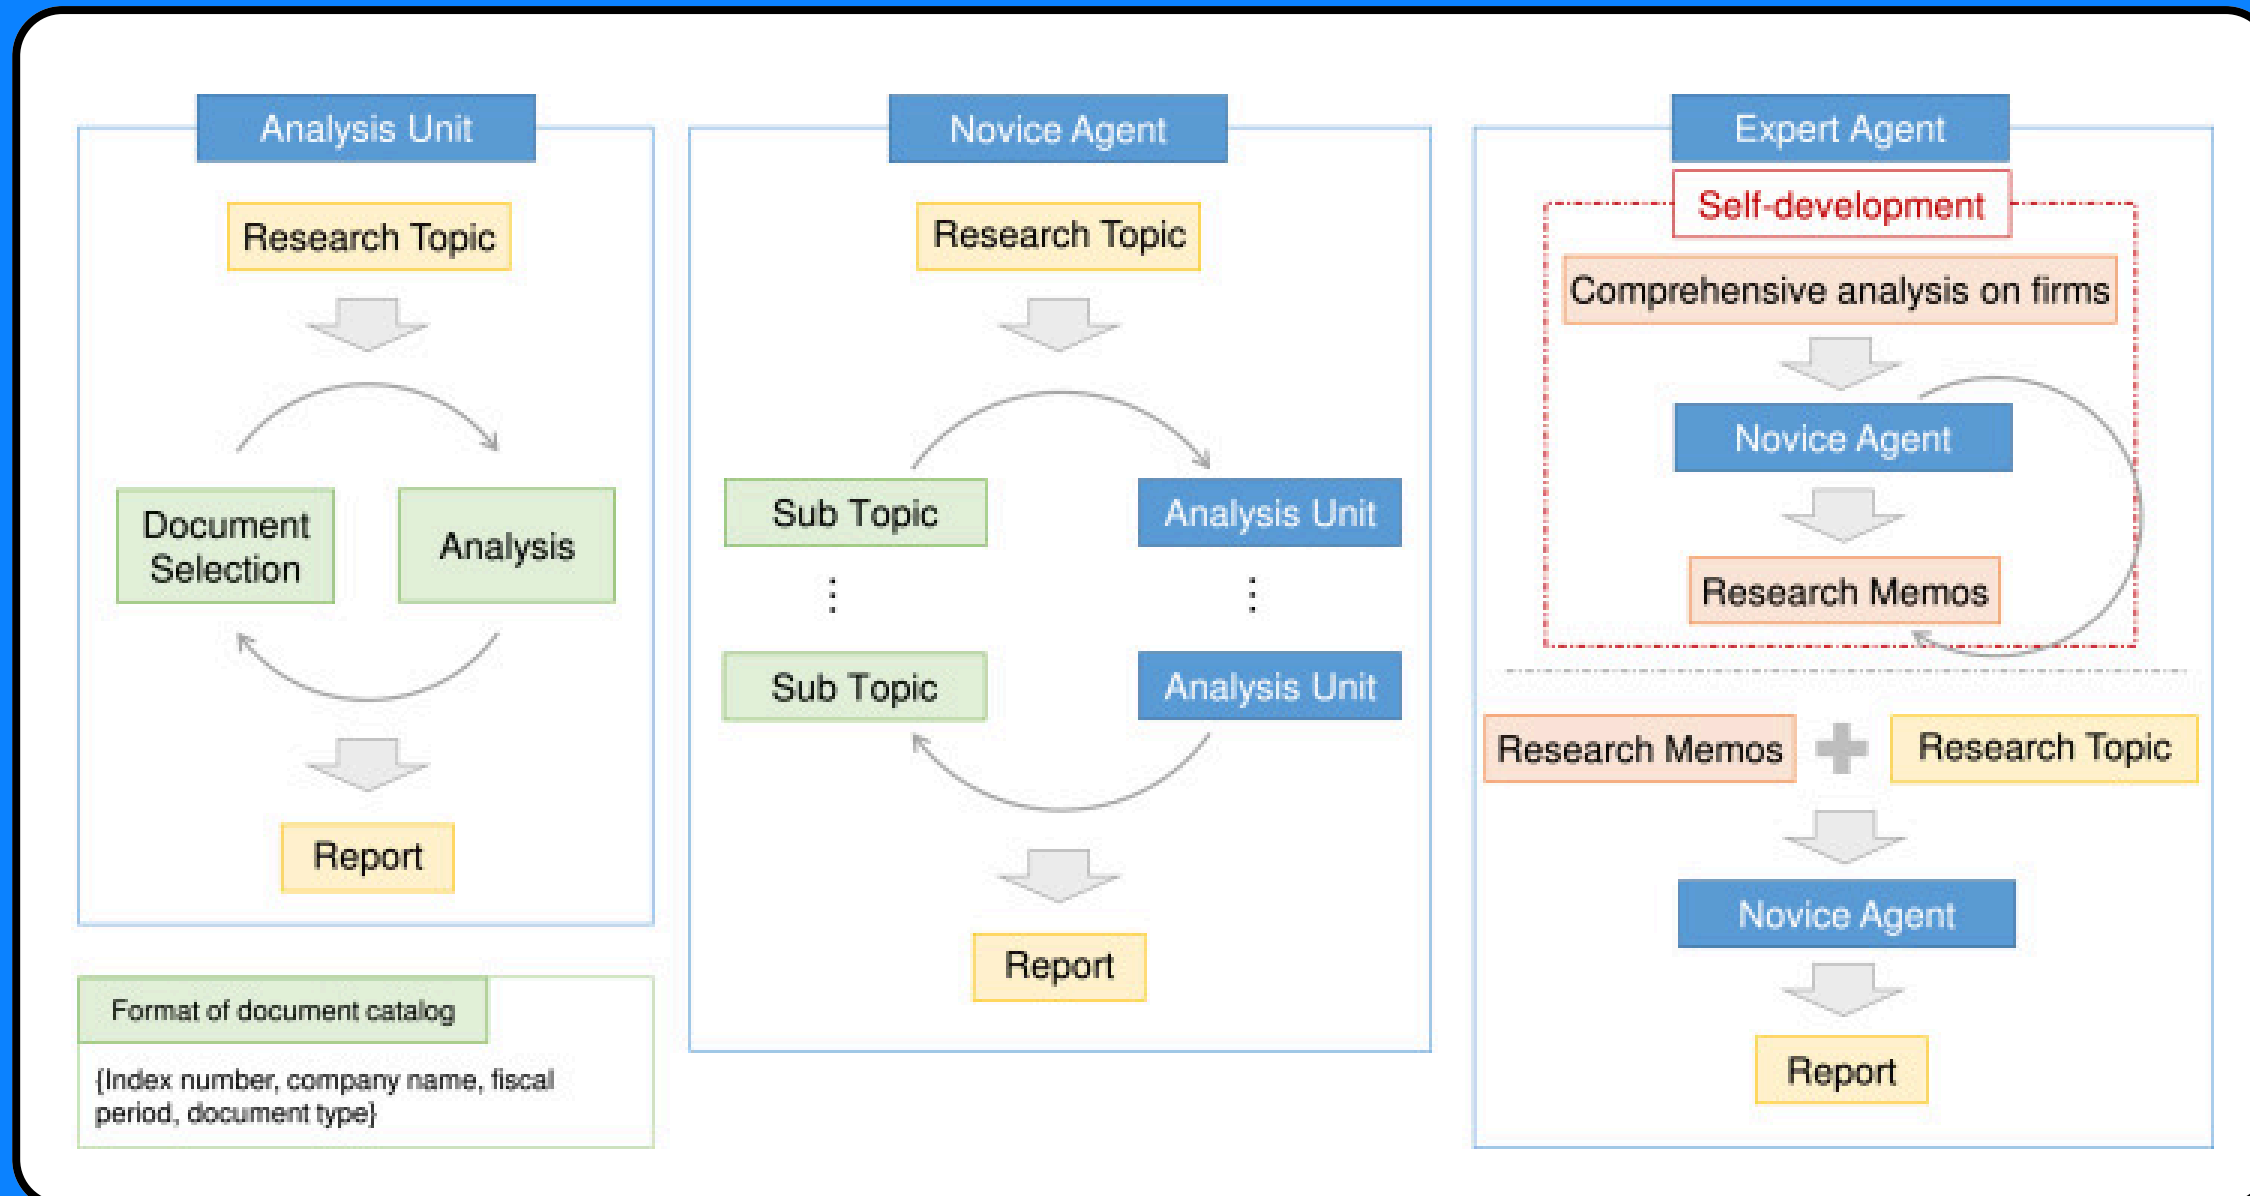 Analysis Unit
Research Topic
Document
Selection
Analysis
Report
Format of document catalog
{Index number, company name, fiscal
period, document type}
Novice Agent
Research Topic
Sub Topic
Analysis Unit
⋮
⋮
Sub Topic
Analysis Unit
Report
Expert Agent
Self-development
Comprehensive analysis on firms
Novice Agent
Research Memos
Research Memos
Research Topic
Novice Agent
Report